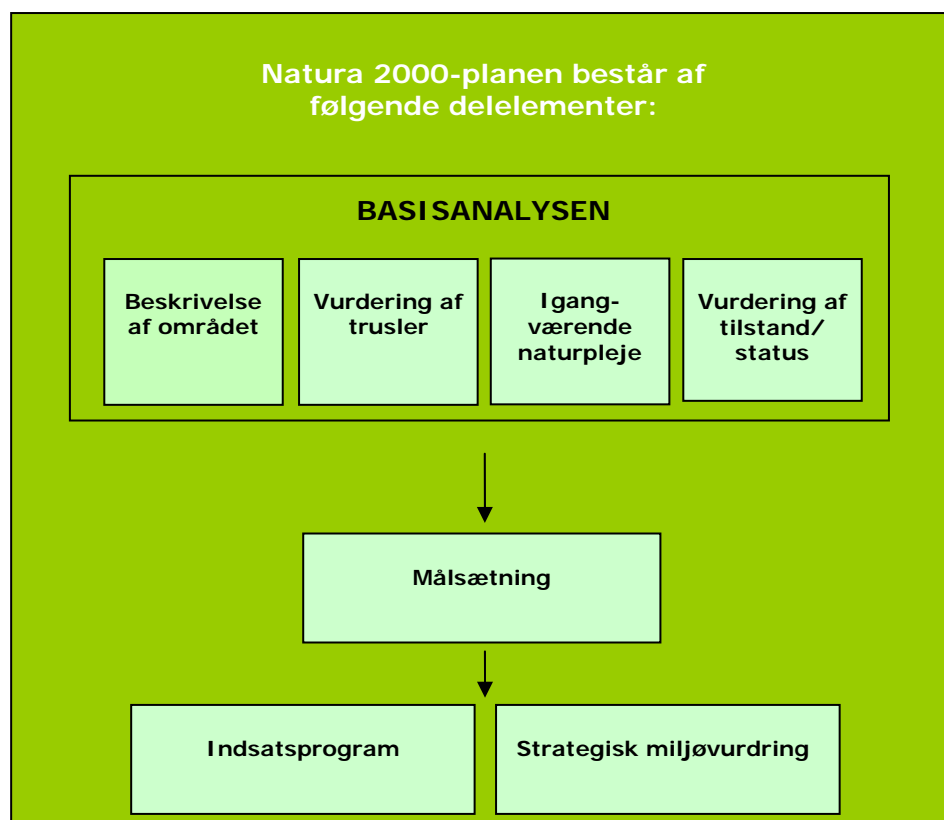 Natura 2000-planen består af
følgende delelementer:
BASISANALYSEN
Beskrivelse
af området
Vurdering af
trusler
Igang-
værende
naturpleje
Vurdering af
tilstand/
status
Målsætning
Indsatsprogram
Strategisk miljøvurdring